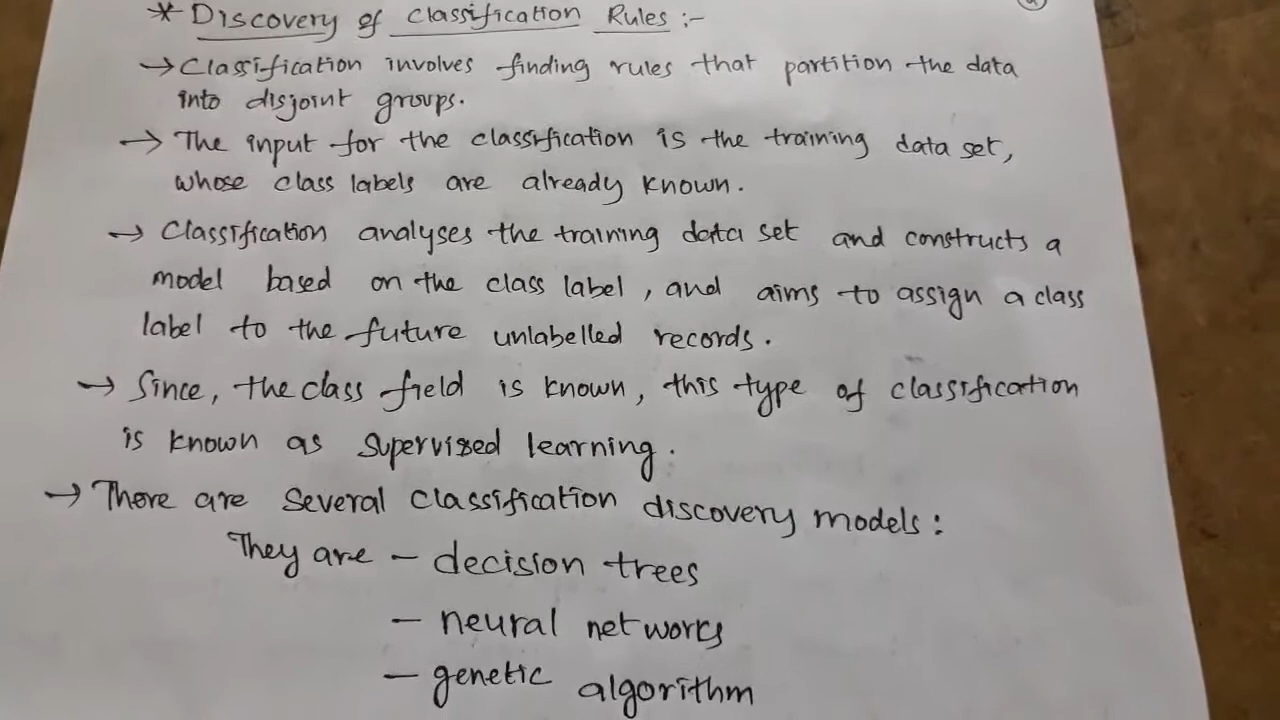 * Discovery of classification Rules :-
→ Classification involves finding rules that partition the data
into disjoint groups.
→ The input for the classification is the training data set,
whose class labels are already known.
→ Classification analyses the training data set and constructs a
model based on the class label, and aims to assign a class
label to the future unlabelled records.
→ Since, the class field is known, this type of classification
is known as supervised learning.
→ There are several classification discovery models:
They are - decision trees
- neural networks
- genetic algorithm